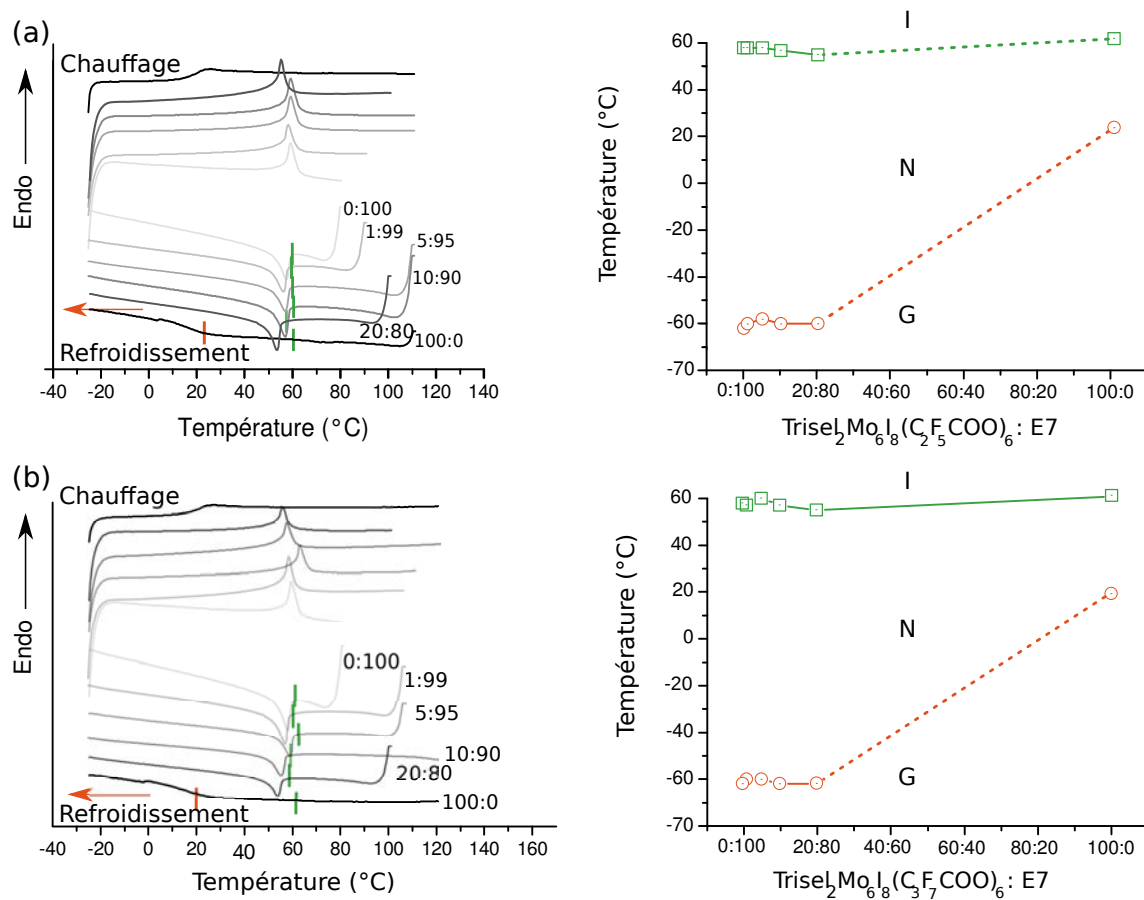 (a)
Chauffage
Endo
0:100
1:99
5:95
10:90
20:80
100:0
Refroidissement
-40 -20 0 20 40 60 80 100 120 140
Température (°C)
I
N
G
60
40
20
0
-20
-40
-60
-70
Température (°C)
0:100 20:80 40:60 60:40 80:20 100:0
Trisel2Mo6I8(C2F5COO)6: E7
(b)
Chauffage
Endo
0:100
1:99
5:95
10:90
20:80
100:0
Refroidissement
-40 -20 0 20 40 60 80 100 120 140 160
Température (°C)
I
N
G
60
40
20
0
-20
-40
-60
-70
Température (°C)
0:100 20:80 40:60 60:40 80:20 100:0
Trisel2Mo6I8(C3F7COO)6: E7